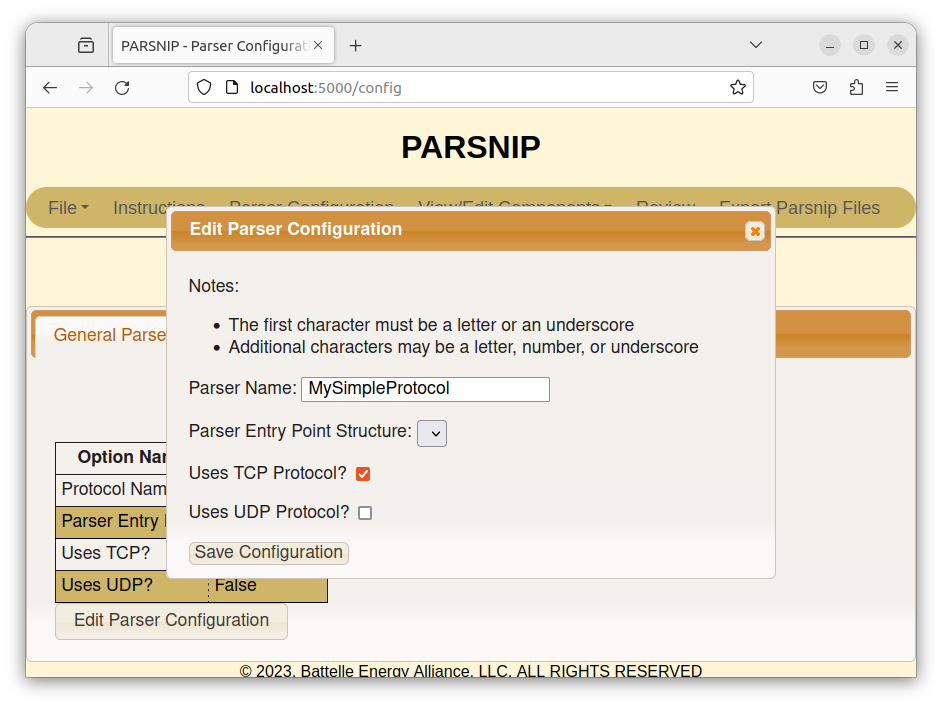 PARSNIP - Parser Configurat
localhost:5000/config
PARSNIP
File Instructions Parser Configuration View/Edit Components Review Export Parsnip Files
Edit Parser Configuration
Notes:
The first character must be a letter or an underscore
General Parse
Additional characters may be a letter, number, or underscore
Parser Name: MySimpleProtocol
Parser Entry Point Structure:
Option Nar
Uses TCP Protocol?
Protocol Nam
Uses UDP Protocol?
Parser Entry
Save Configuration
Uses TCP?
Uses UDP? False
Edit Parser Configuration
© 2023, Battelle Energy Alliance, LLC, ALL RIGHTS RESERVED